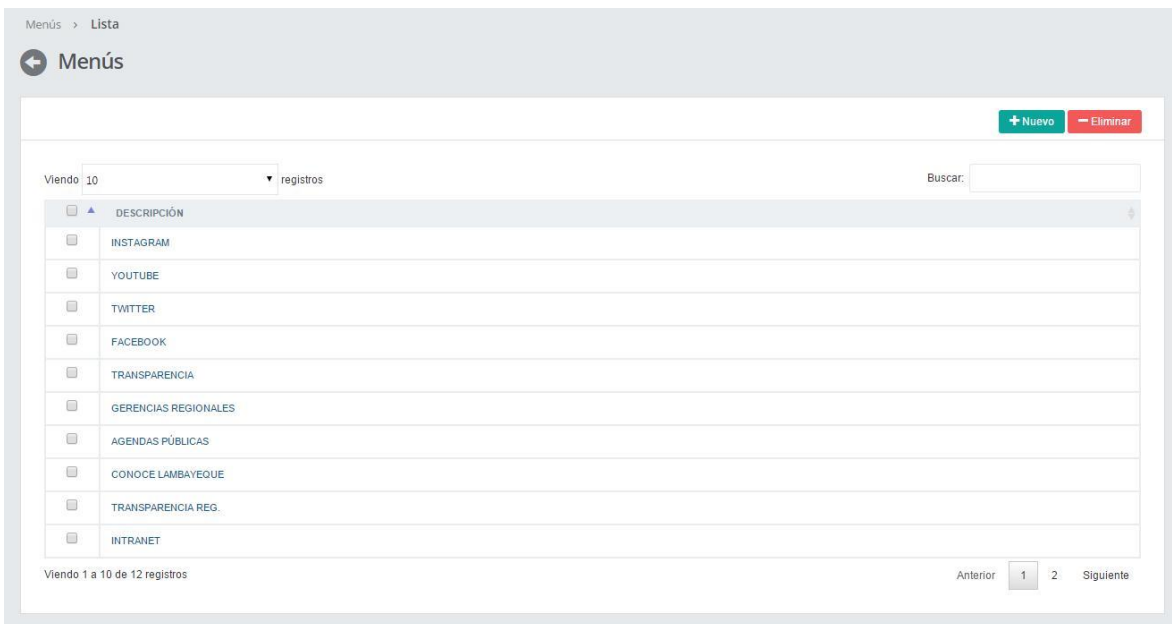 Menús > Lista
Menús
Nuevo Eliminar
Viendo 10 registros Buscar:
DESCRIPCIÓN
INSTAGRAM
YOUTUBE
TWITTER
FACEBOOK
TRANSPARENCIA
GERENCIAS REGIONALES
AGENDAS PÚBLICAS
CONOCE LAMBAYEQUE
TRANSPARENCIA REG.
INTRANET
Viendo 1 a 10 de 12 registros Anterior 1 2 Siguiente